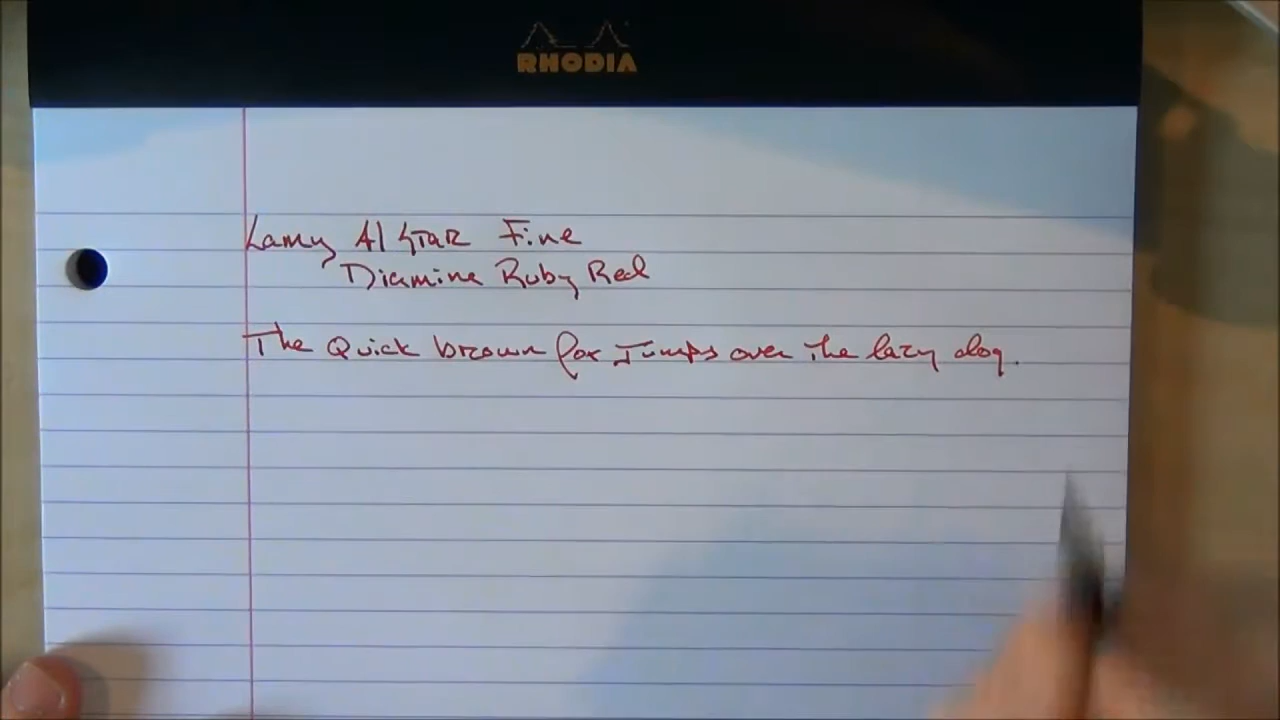 RHODIA
Lamy Al Star Fine
Diamine Ruby Red
The Quick brown fox Jumps over the lazy dog.